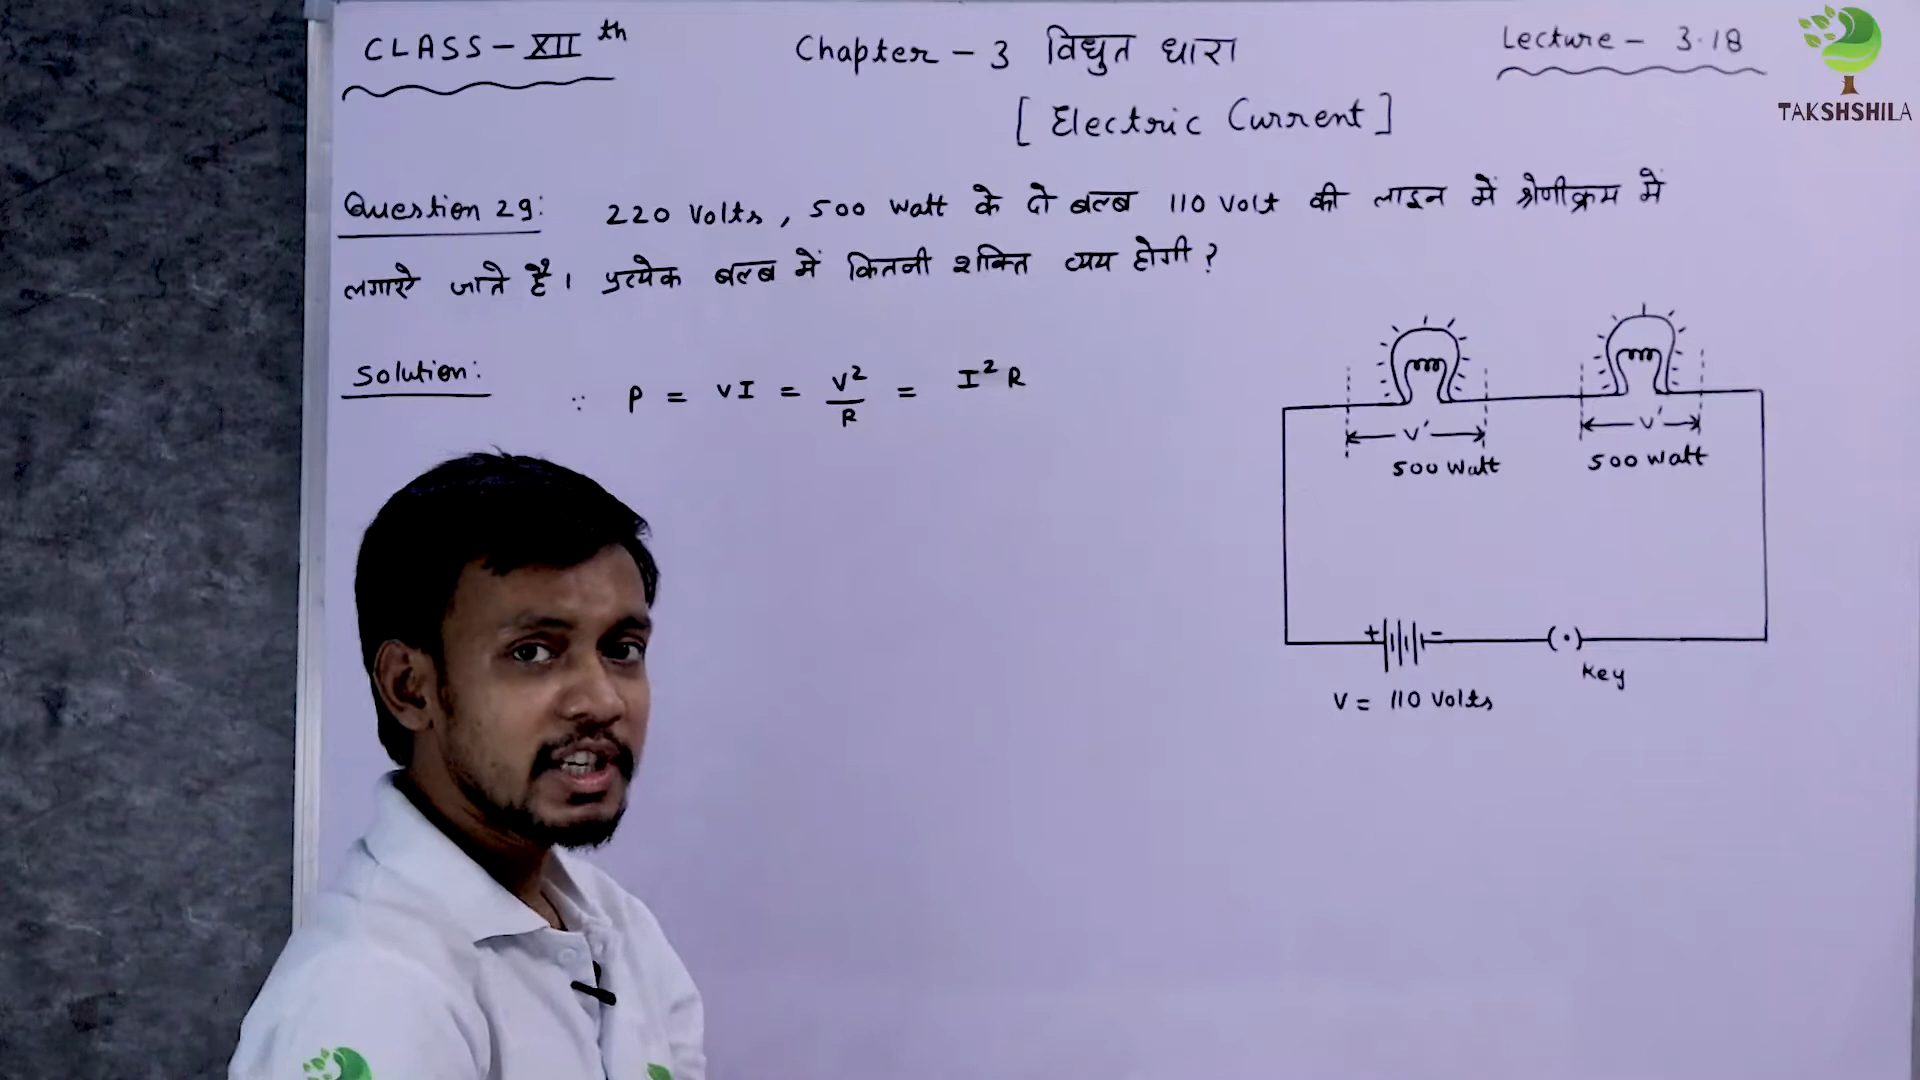 CLASS - XII th
Chapter - 3 विधुत धारा
[ Electric Current ]
Lecture - 3.18
TAKSHSHILA
Question 29: 220 Volts, 500 watt के दो बल्ब 110 Volt की लाइन में श्रेणीक्रम में
लगाऐ जाते है। प्रत्येक बल्ब में कितनी शक्ति व्यय होगी?
Solution: ∵ P = VI = V²/R = I²R
V' V'
500 Watt 500 Watt
+ -
Key
V = 110 Volts